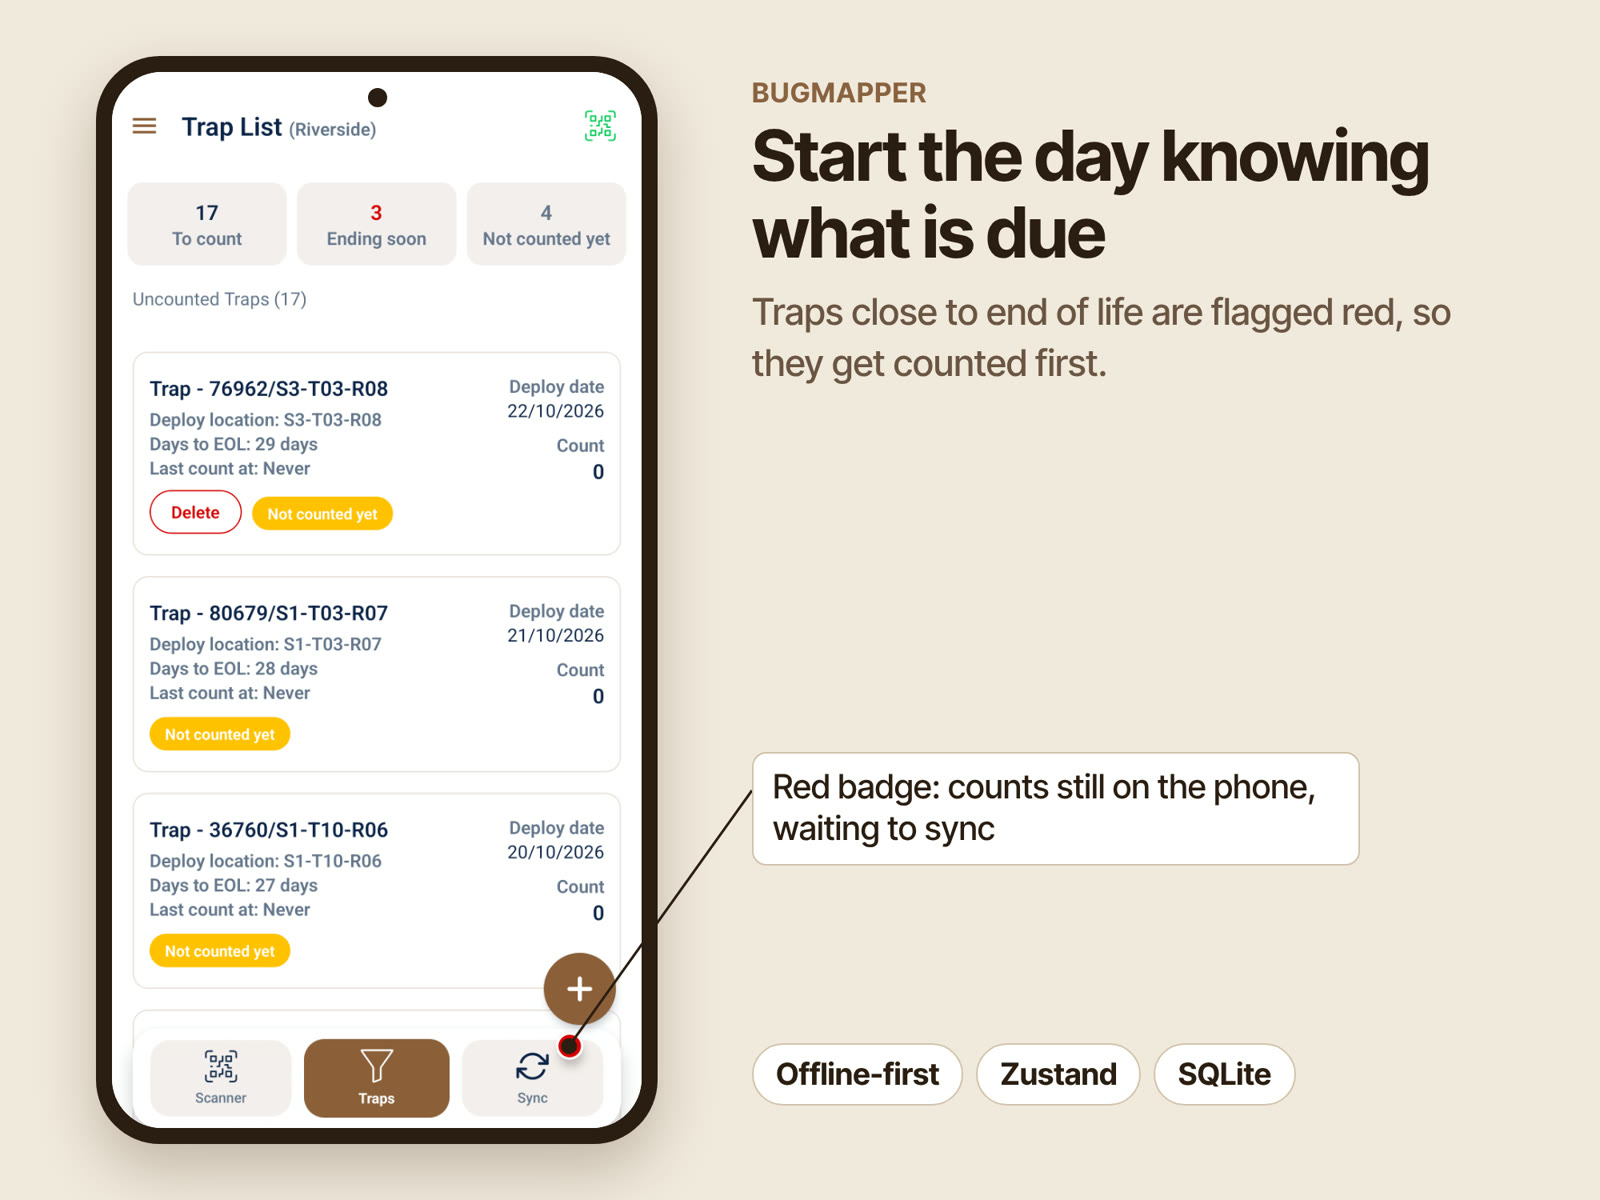 Trap List (Riverside)
17
To count
3
Ending soon
4
Not counted yet
Uncounted Traps (17)
Trap - 76962/S3-T03-R08
Deploy location: S3-T03-R08
Days to EOL: 29 days
Last count at: Never
Deploy date
22/10/2026
Count
0
Delete
Not counted yet
Trap - 80679/S1-T03-R07
Deploy location: S1-T03-R07
Days to EOL: 28 days
Last count at: Never
Deploy date
21/10/2026
Count
0
Not counted yet
Trap - 36760/S1-T10-R06
Deploy location: S1-T10-R06
Days to EOL: 27 days
Last count at: Never
Deploy date
20/10/2026
Count
0
Not counted yet
Scanner
Traps
Sync
BUGMAPPER
Start the day knowing
what is due
Traps close to end of life are flagged red, so
they get counted first.
Red badge: counts still on the phone,
waiting to sync
Offline-first
Zustand
SQLite